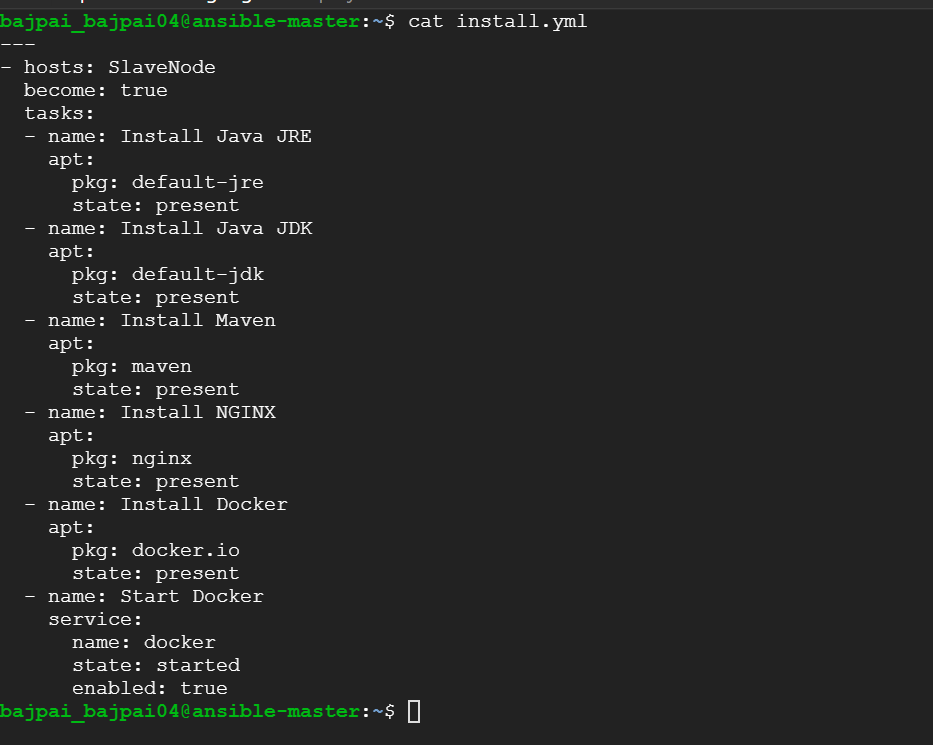 bajpai_bajpai04@ansible-master:~$ cat install.yml
---
- hosts: SlaveNode
  become: true
  tasks:
  - name: Install Java JRE
    apt:
      pkg: default-jre
      state: present
  - name: Install Java JDK
    apt:
      pkg: default-jdk
      state: present
  - name: Install Maven
    apt:
      pkg: maven
      state: present
  - name: Install NGINX
    apt:
      pkg: nginx
      state: present
  - name: Install Docker
    apt:
      pkg: docker.io
      state: present
  - name: Start Docker
    service:
      name: docker
      state: started
      enabled: true
bajpai_bajpai04@ansible-master:~$